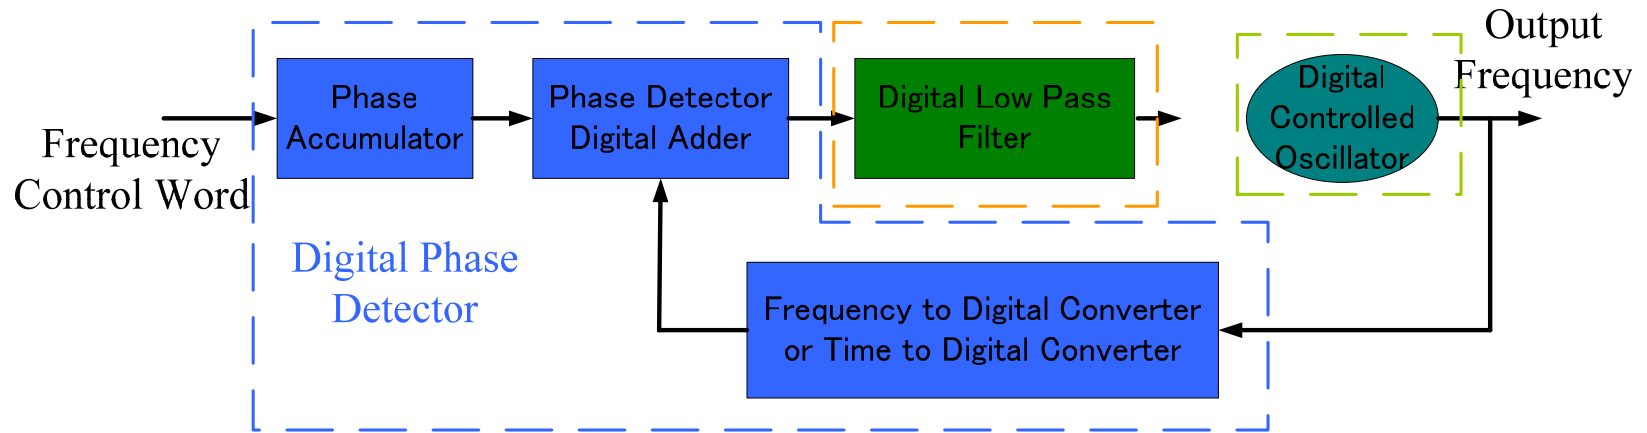 Output
Frequency
Phase
Accumulator
Phase Detector
Digital Adder
Digital Low Pass
Filter
Digital
Controlled
Oscillator
Frequency
Control Word
Digital Phase
Detector
Frequency to Digital Converter
or Time to Digital Converter